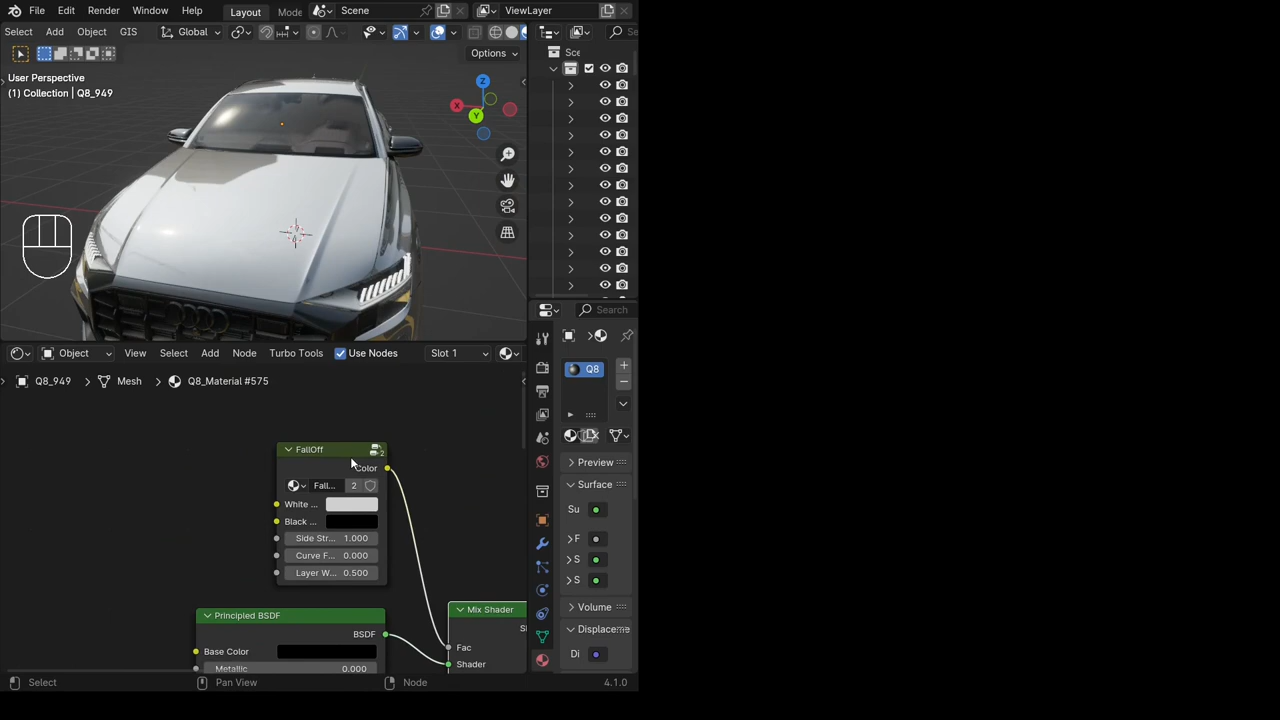 File Edit Render Window Help Layout Scene ViewLayer
Select Add Object GIS Global
Options
User Perspective
(1) Collection | Q8_949
Z
X
Y
Object View Select Add Node Turbo Tools Use Nodes Slot 1
Search
Q8_949 Mesh Q8_Material #575
Q8
FallOff
2
Color
Fall... 2
White ...
Black ...
Side Str... 1.000
Curve F... 0.000
Layer W... 0.500
Principled BSDF
BSDF
Base Color
Metallic 0.000
Mix Shader
Fac
Shader
Preview
Surface
Su
F
S
S
Volume
Displace
Di
Select Pan View Node 4.1.0